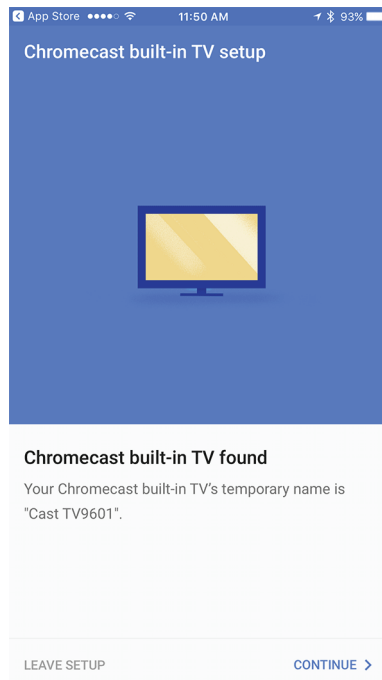 App Store 11:50 AM 93%
Chromecast built-in TV setup
Chromecast built-in TV found
Your Chromecast built-in TV's temporary name is
"Cast TV9601".
LEAVE SETUP CONTINUE